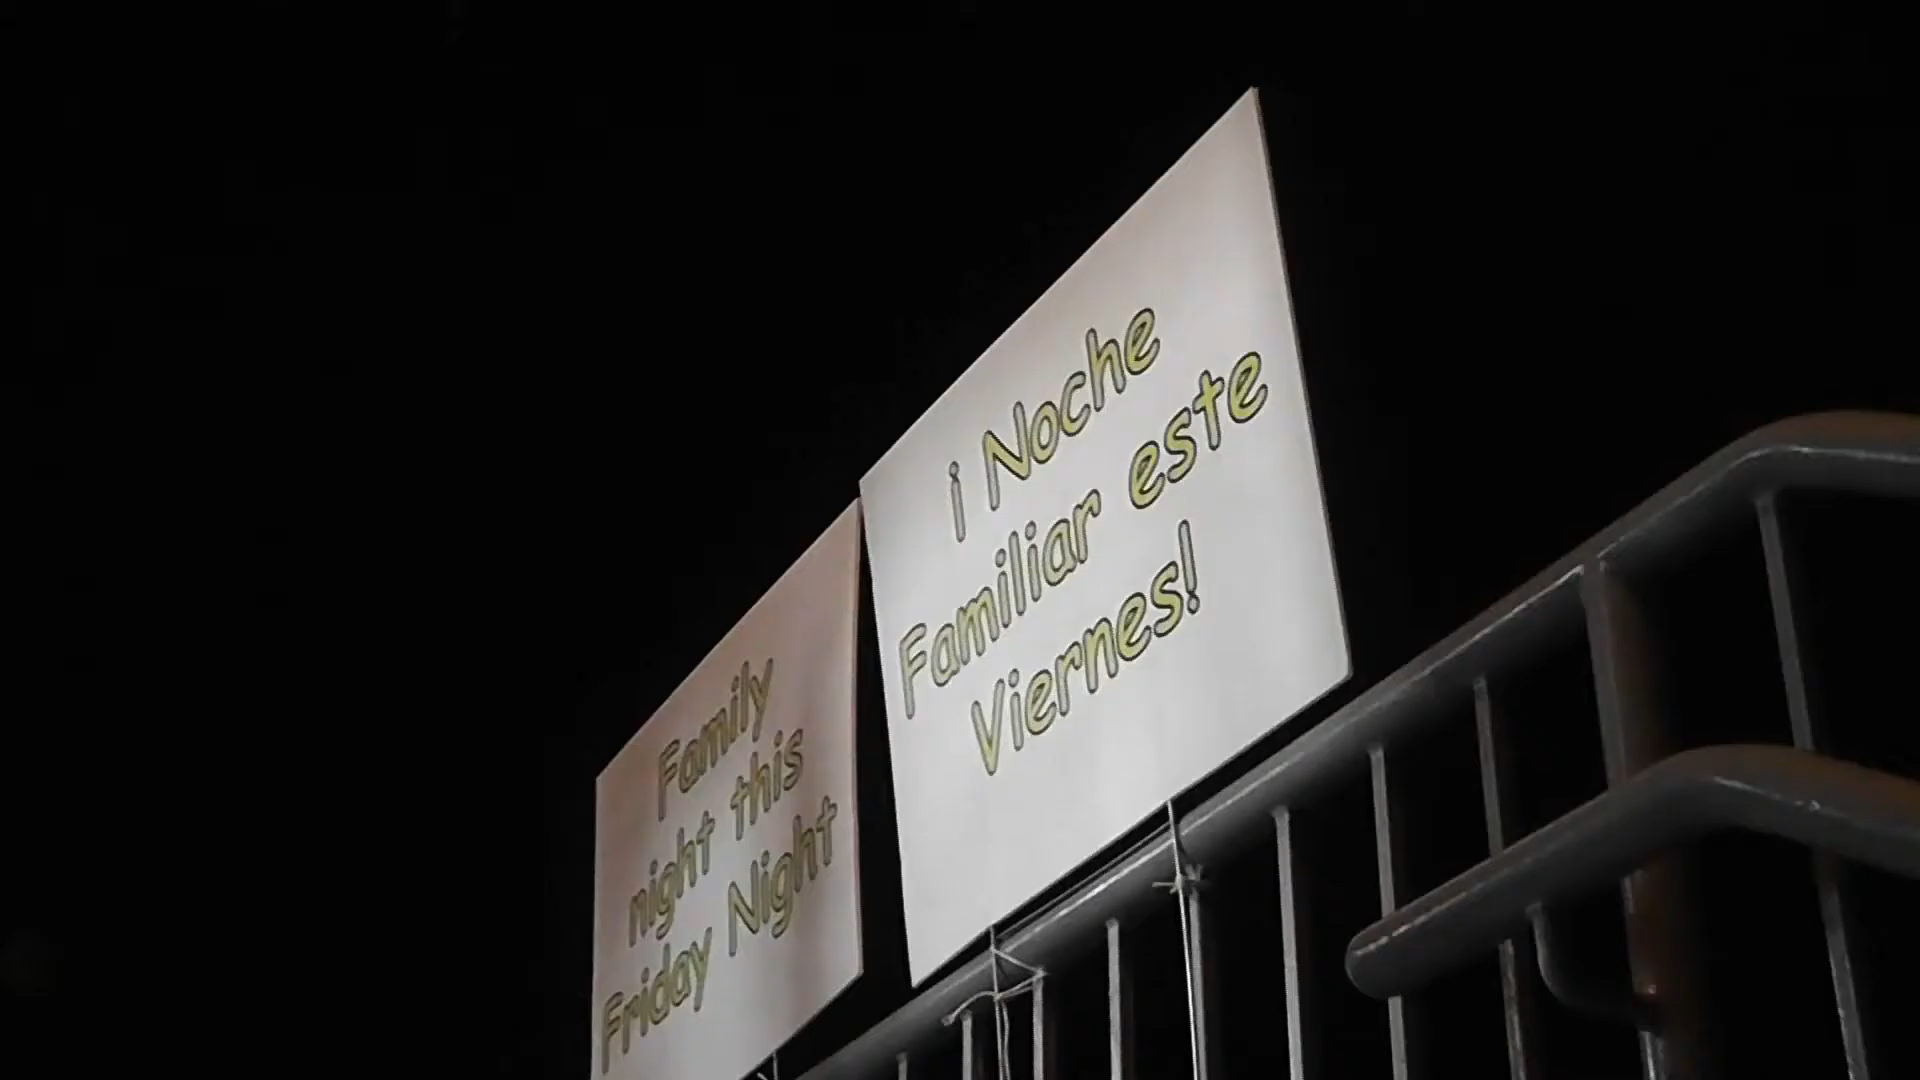 Family
night this
Friday Night
¡ Noche
Familiar este
Viernes!